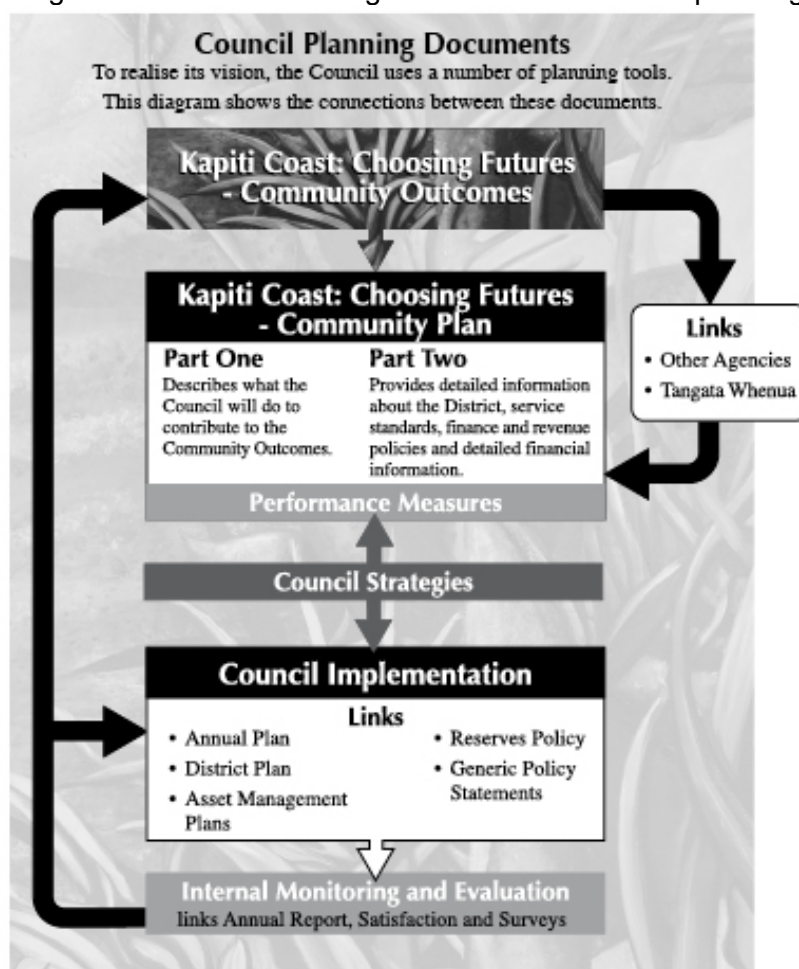 Council Planning Documents
To realise its vision, the Council uses a number of planning tools.
This diagram shows the connections between these documents.
Kapiti Coast: Choosing Futures
- Community Outcomes
Kapiti Coast: Choosing Futures
- Community Plan
Part One
Describes what the
Council will do to
contribute to the
Community Outcomes.
Part Two
Provides detailed information
about the District, service
standards, finance and revenue
policies and detailed financial
information.
Performance Measures
Links
• Other Agencies
• Tangata Whenua
Council Strategies
Council Implementation
Links
• Annual Plan
• District Plan
• Asset Management
Plans
• Reserves Policy
• Generic Policy
Statements
Internal Monitoring and Evaluation
links Annual Report, Satisfaction and Surveys